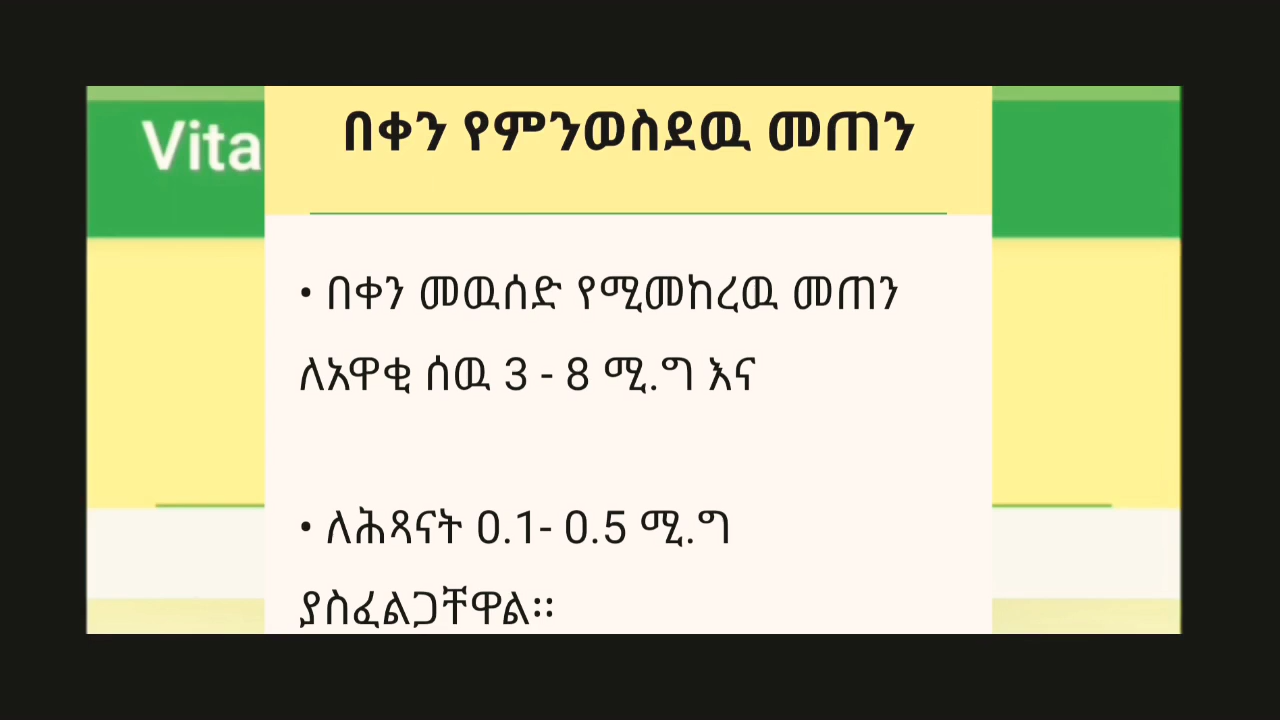 Vita
በቀን የምንወስደዉ መጠን
• በቀን መዉሰድ የሚመከረዉ መጠን
ለአዋቂ ሰዉ 3 - 8 ሚ.ግ እና
• ለሕጻናት 0.1- 0.5 ሚ.ግ
ያስፈልጋቸዋል፡፡